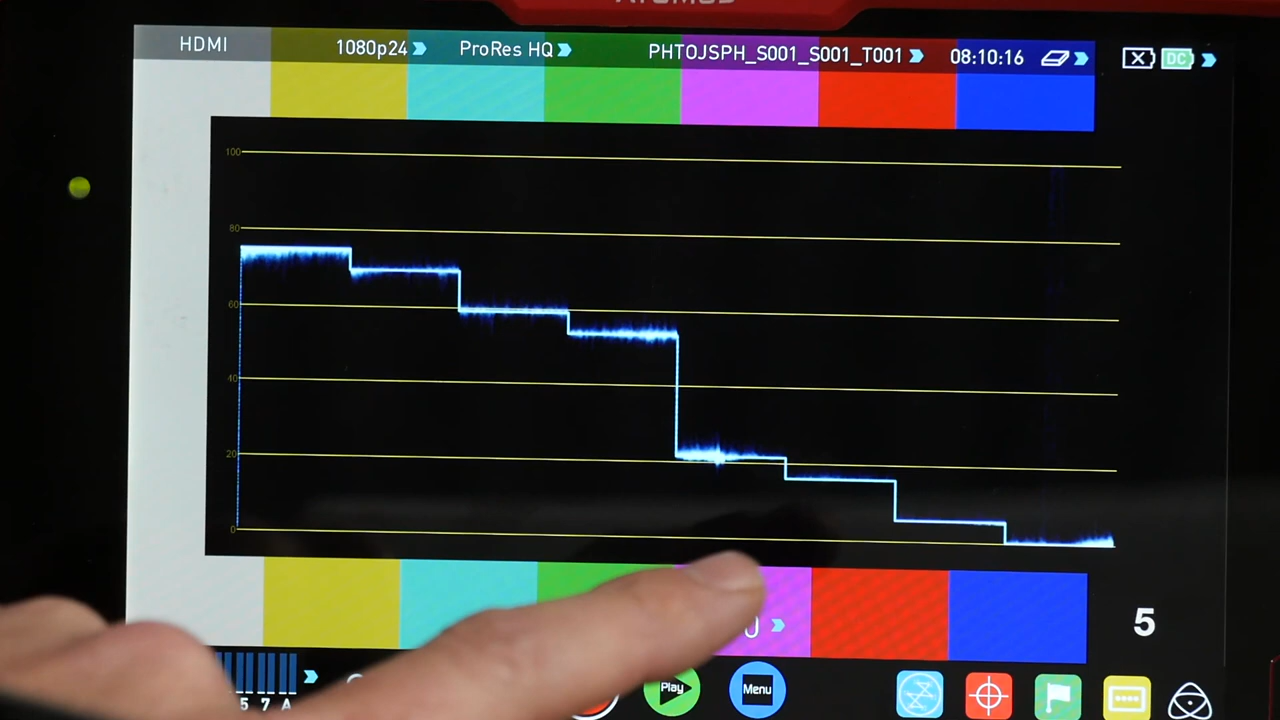 ATOMOS
HDMI 1080p24 ProRes HQ PHTOJSPH_S001_S001_T001 08:10:16 X DC
100
80
60
40
20
0
5
5 7 A Play Menu